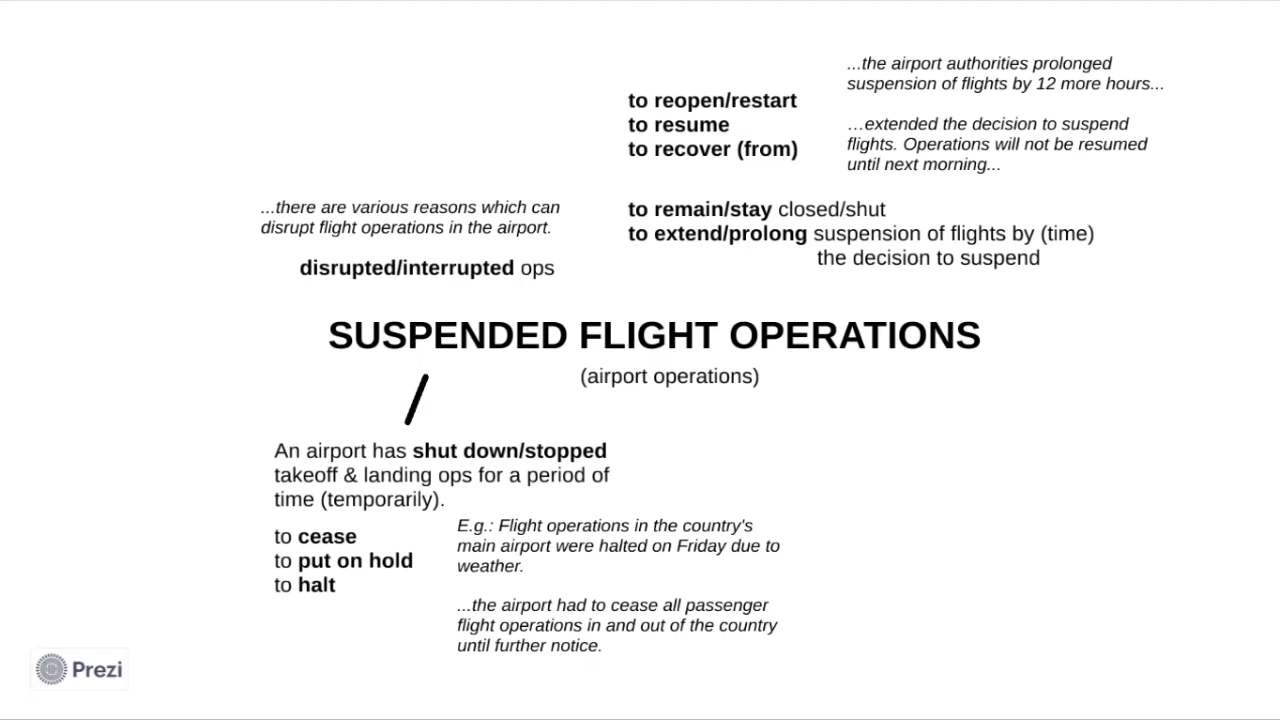 ...the airport authorities prolonged
suspension of flights by 12 more hours...
to reopen/restart
to resume
to recover (from)
…extended the decision to suspend
flights. Operations will not be resumed
until next morning...
...there are various reasons which can
disrupt flight operations in the airport.
disrupted/interrupted ops
to remain/stay closed/shut
to extend/prolong suspension of flights by (time)
the decision to suspend
SUSPENDED FLIGHT OPERATIONS
(airport operations)
An airport has shut down/stopped
takeoff & landing ops for a period of
time (temporarily).
to cease
to put on hold
to halt
E.g.: Flight operations in the country's
main airport were halted on Friday due to
weather.
...the airport had to cease all passenger
flight operations in and out of the country
until further notice.
Prezi